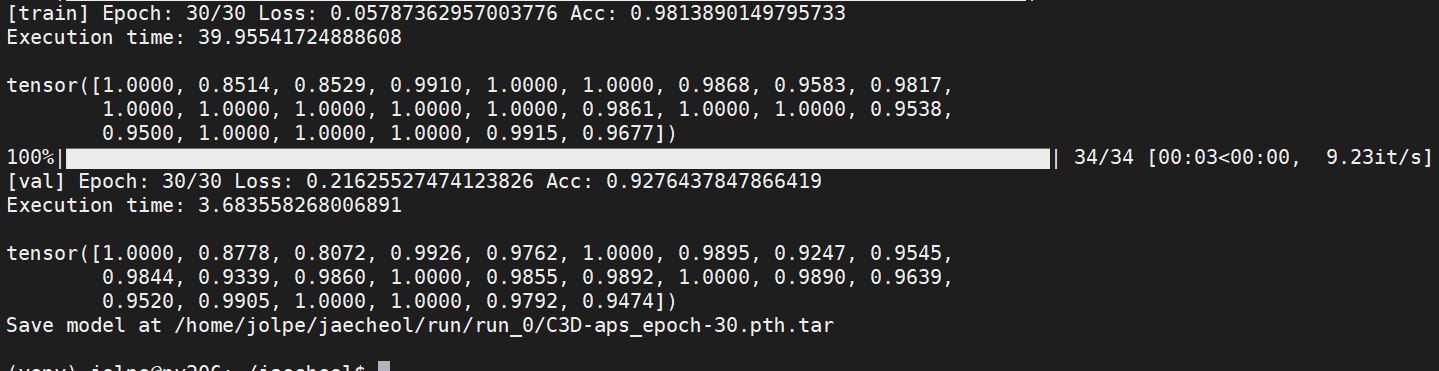 [train] Epoch: 30/30 Loss: 0.05787362957003776 Acc: 0.9813890149795733
Execution time: 39.95541724888608
tensor([1.0000, 0.8514, 0.8529, 0.9910, 1.0000, 1.0000, 0.9868, 0.9583, 0.9817,
1.0000, 1.0000, 1.0000, 1.0000, 1.0000, 0.9861, 1.0000, 1.0000, 0.9538,
0.9500, 1.0000, 1.0000, 1.0000, 0.9915, 0.9677])
100%| | 34/34 [00:03<00:00, 9.23it/s]
[val] Epoch: 30/30 Loss: 0.21625527474123826 Acc: 0.9276437847866419
Execution time: 3.683558268006891
tensor([1.0000, 0.8778, 0.8072, 0.9926, 0.9762, 1.0000, 0.9895, 0.9247, 0.9545,
0.9844, 0.9339, 0.9860, 1.0000, 0.9855, 0.9892, 1.0000, 0.9890, 0.9639,
0.9520, 0.9905, 1.0000, 1.0000, 0.9792, 0.9474])
Save model at /home/jolpe/jaecheol/run/run_0/C3D-aps_epoch-30.pth.tar